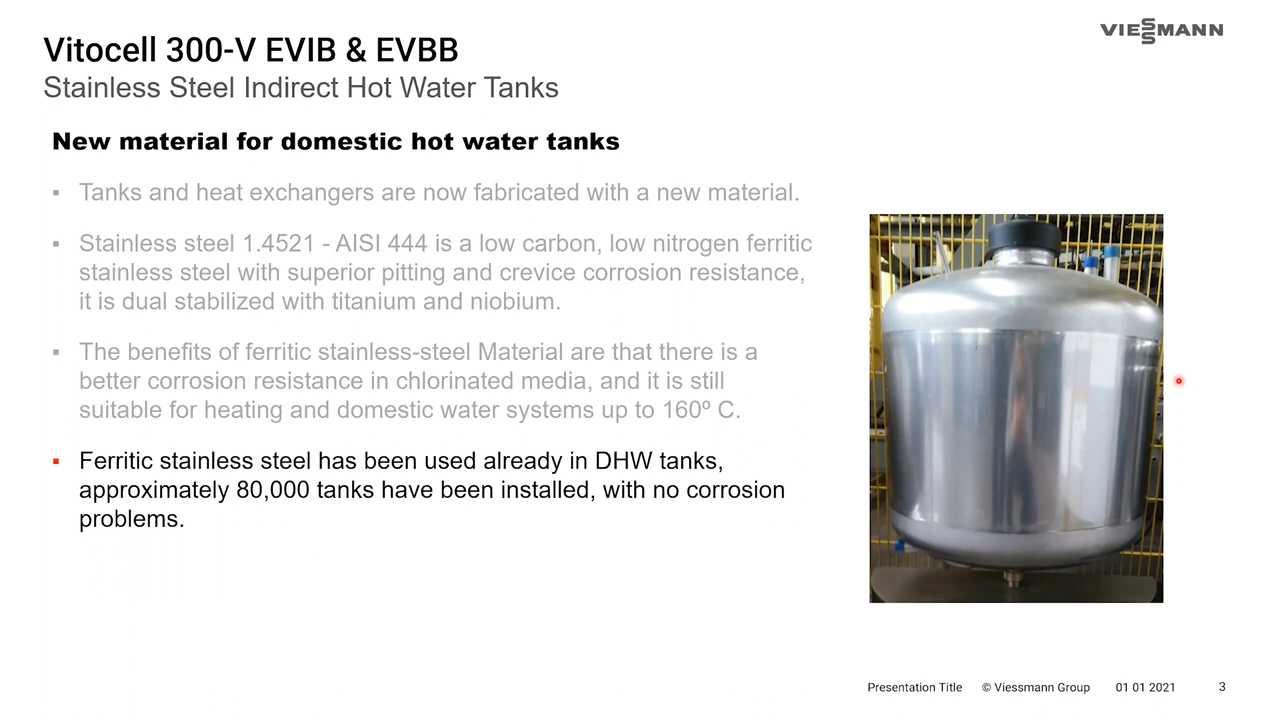 Vitocell 300-V EVIB & EVBB
VIESSMANN
Stainless Steel Indirect Hot Water Tanks
New material for domestic hot water tanks
▪ Tanks and heat exchangers are now fabricated with a new material.
▪ Stainless steel 1.4521 - AISI 444 is a low carbon, low nitrogen ferritic
stainless steel with superior pitting and crevice corrosion resistance,
it is dual stabilized with titanium and niobium.
▪ The benefits of ferritic stainless-steel Material are that there is a
better corrosion resistance in chlorinated media, and it is still
suitable for heating and domestic water systems up to 160º C.
▪ Ferritic stainless steel has been used already in DHW tanks,
approximately 80,000 tanks have been installed, with no corrosion
problems.
Presentation Title © Viessmann Group 01 01 2021 3